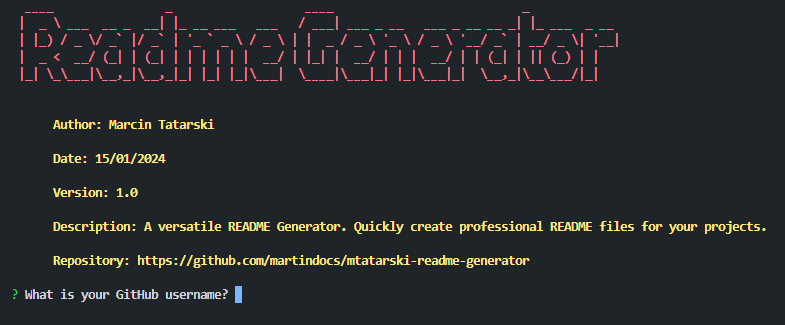 Readme Generator
Author: Marcin Tatarski
Date: 15/01/2024
Version: 1.0
Description: A versatile README Generator. Quickly create professional README files for your projects.
Repository: https://github.com/martindocs/mtatarski-readme-generator
? What is your GitHub username?